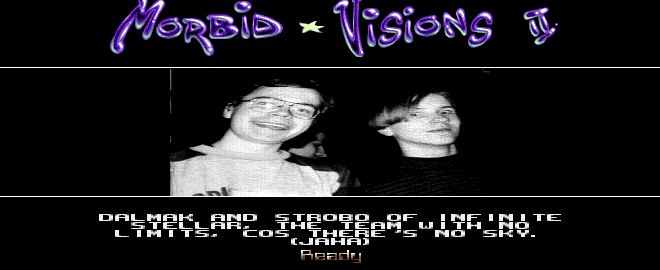 MORBID ★ VISIONS II
DALMAK AND STROBO OF INFINITE
STELLAR, THE TEAM WITH NO
LIMITS, COS THERE'S NO SKY.
(JAHA)
Ready